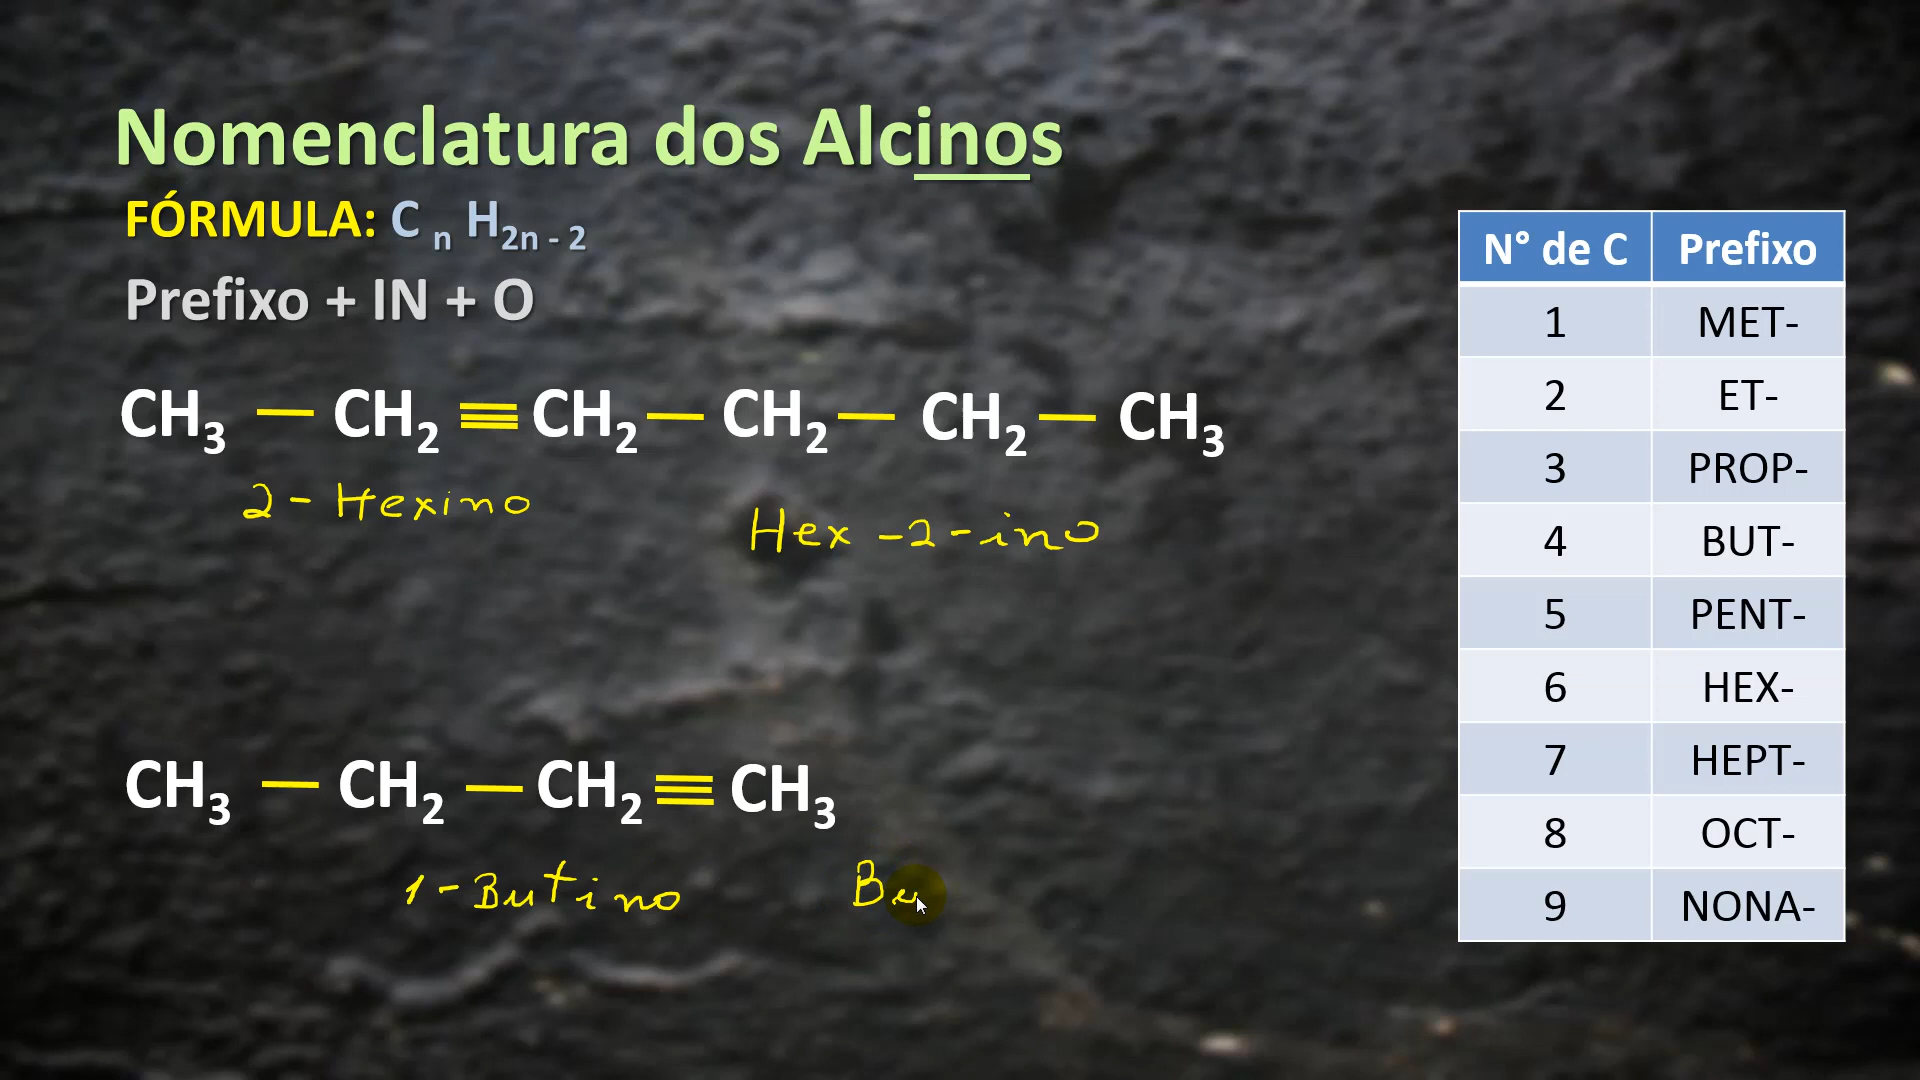 Nomenclatura dos Alcinos
FÓRMULA: C n H2n - 2
Prefixo + IN + O
CH3 — CH2 ≡ CH2 — CH2 — CH2 — CH3
2 - Hexino
Hex - 2 - ino
CH3 — CH2 — CH2 ≡ CH3
1 - Butino
Bu
N° de C Prefixo
1 MET-
2 ET-
3 PROP-
4 BUT-
5 PENT-
6 HEX-
7 HEPT-
8 OCT-
9 NONA-